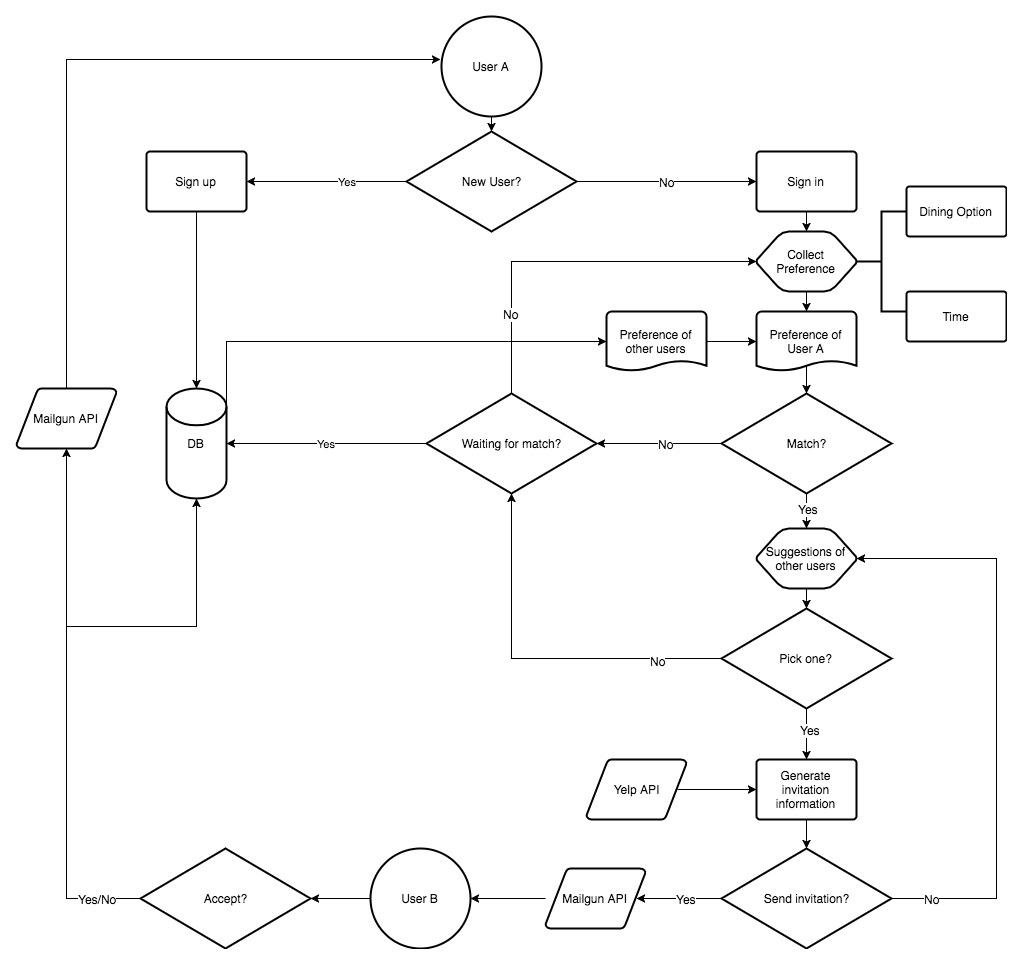 User A
Sign up
Yes
New User?
No
Sign in
Dining Option
Collect
Preference
No
Time
Preference of
other users
Preference of
User A
Mailgun API
DB
Yes
Waiting for match?
No
Match?
Yes
Suggestions of
other users
Pick one?
No
Yes
Yelp API
Generate
invitation
information
Yes/No
Accept?
User B
Mailgun API
Yes
Send invitation?
No